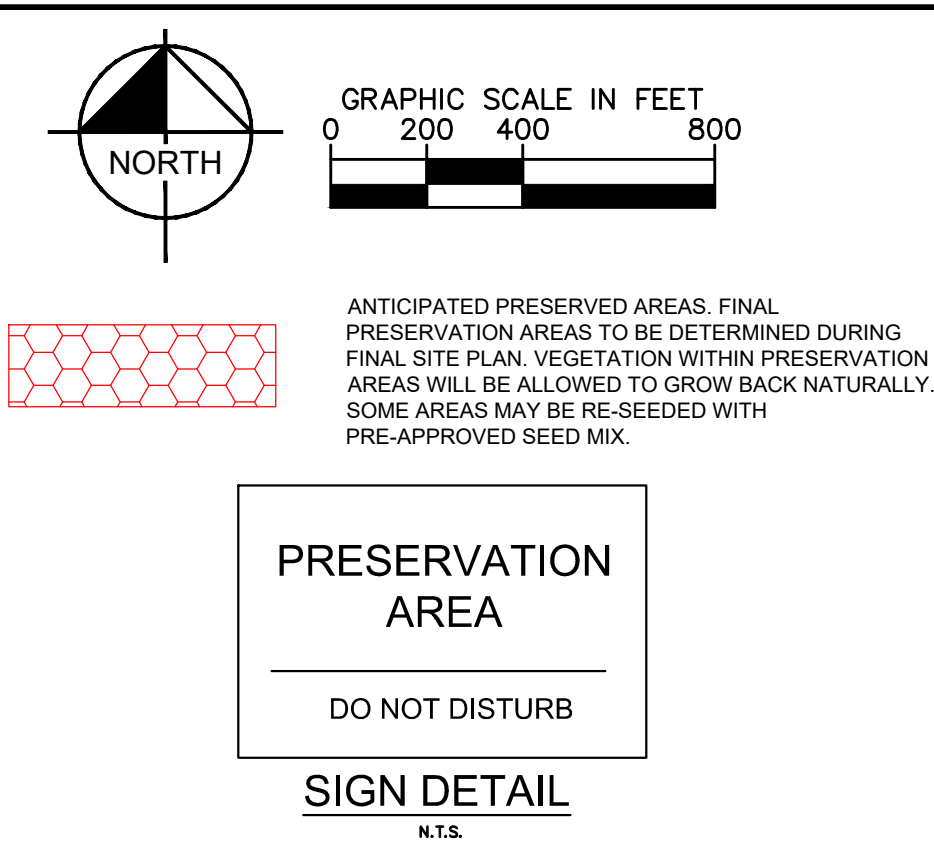 NORTH
GRAPHIC SCALE IN FEET
0 200 400 800
ANTICIPATED PRESERVED AREAS. FINAL
PRESERVATION AREAS TO BE DETERMINED DURING
FINAL SITE PLAN. VEGETATION WITHIN PRESERVATION
AREAS WILL BE ALLOWED TO GROW BACK NATURALLY.
SOME AREAS MAY BE RE-SEEDED WITH
PRE-APPROVED SEED MIX.
PRESERVATION
AREA
DO NOT DISTURB
SIGN DETAIL
N.T.S.